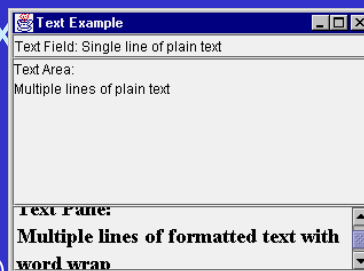 Text Example
Text Field: Single line of plain text
Text Area:
Multiple lines of plain text
Text Pane:
Multiple lines of formatted text with
word wrap